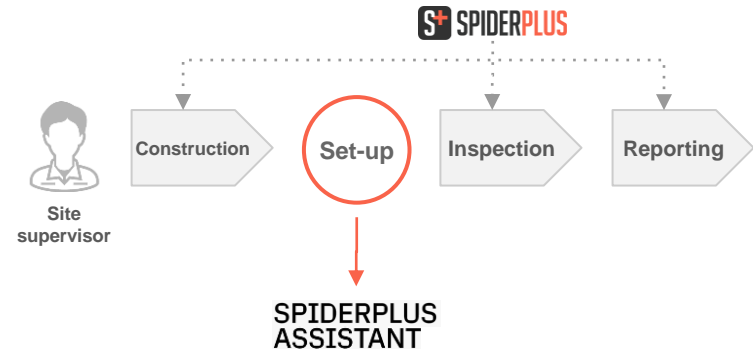 S+ SPIDERPLUS
Construction
Set-up
Inspection
Reporting
Site
supervisor
SPIDERPLUS
ASSISTANT